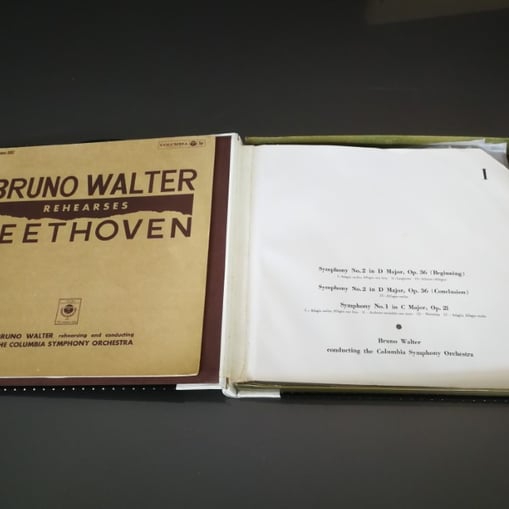 COLUMBIA
BRUNO WALTER
REHEARSES
EETHOVEN
BRUNO WALTER rehearsing and conducting
THE COLUMBIA SYMPHONY ORCHESTRA
I
Symphony No. 2 in D Major, Op. 36 (Beginning)
Symphony No. 2 in D Major, Op. 36 (Conclusion)
Symphony No. 1 in C Major, Op. 21
Bruno Walter
conducting the Columbia Symphony Orchestra